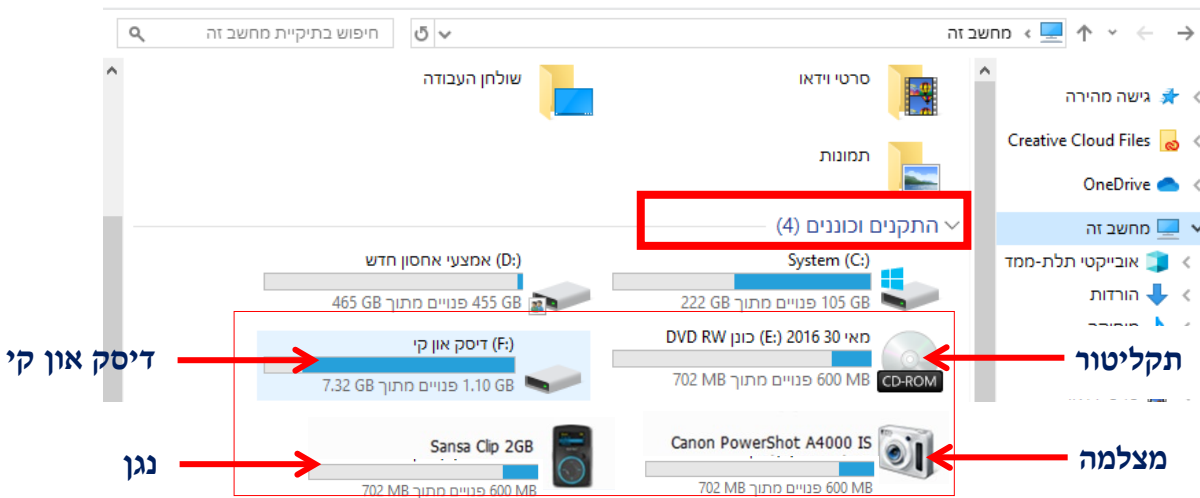 מחשב זה
חיפוש בתיקיית מחשב זה
גישה מהירה
Creative Cloud Files
OneDrive
מחשב זה
אובייקטי תלת-ממד
הורדות
סרטי וידאו
שולחן העבודה
תמונות
התקנים וכוננים (4)
System (C:)
105 GB פנויים מתוך 222 GB
אמצעי אחסון חדש (D:)
455 GB פנויים מתוך 465 GB
כונן DVD RW (E:) מאי 30 2016
600 MB פנויים מתוך 702 MB
CD-ROM
דיסק און קי (F:)
1.10 GB פנויים מתוך 7.32 GB
תקליטור
דיסק און קי
Canon PowerShot A4000 IS
600 MB פנויים מתוך 702 MB
Sansa Clip 2GB
600 MB פנויים מתוך 702 MB
מצלמה
נגן